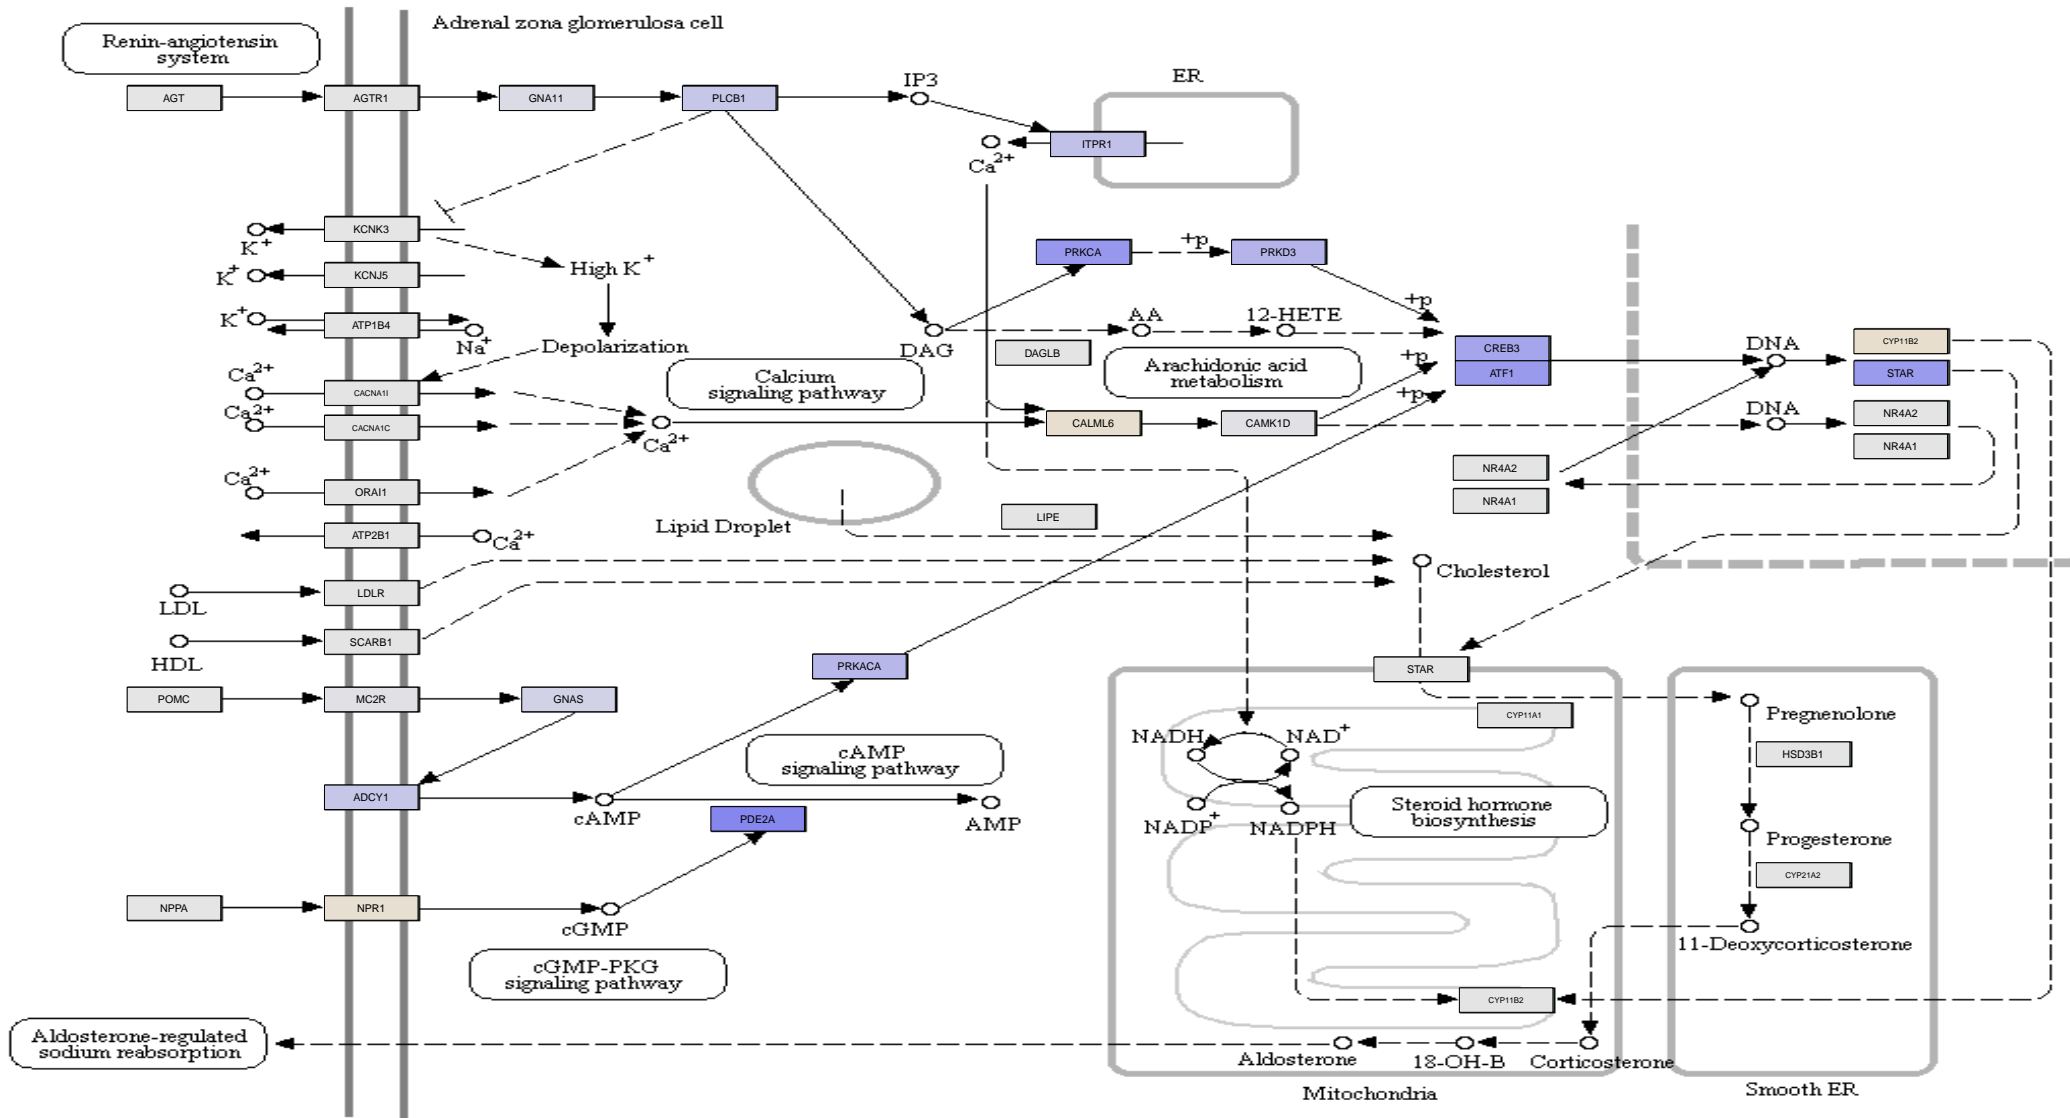 Adrenal zona glomerulosa cell
Renin-angiotensin
system
IP3
ER
AGT
AGTR1
GNA11
PLCB1
ITPR1
Ca2+
KCNK3
K+
High K+
KCNJ5
K+
PRKCA
+p
PRKD3
+p
K+
ATP1B4
Na+
Depolarization
DAG
AA
12-HETE
DAGLB
CREB3
ATF1
+p
+p
DNA
CYP11B2
STAR
Ca2+
CACNA1I
Calcium
signaling pathway
Arachidonic acid
metabolism
Ca2+
CACNA1C
Ca2+
CALML6
CAMK1D
DNA
NR4A2
NR4A1
Ca2+
ORAI1
NR4A2
NR4A1
Lipid Droplet
LIPE
ATP2B1
Ca2+
Cholesterol
LDL
LDLR
HDL
SCARB1
PRKACA
STAR
POMC
MC2R
GNAS
CYP11A1
Pregnenolone
NADH
NAD+
HSD3B1
cAMP
signaling pathway
ADCY1
cAMP
AMP
PDE2A
NADP+
NADPH
Steroid hormone
biosynthesis
Progesterone
CYP21A2
NPPA
NPR1
cGMP
11-Deoxycorticosterone
cGMP-PKG
signaling pathway
CYP11B2
Aldosterone-regulated
sodium reabsorption
Aldosterone
18-OH-B
Corticosterone
Mitochondria
Smooth ER